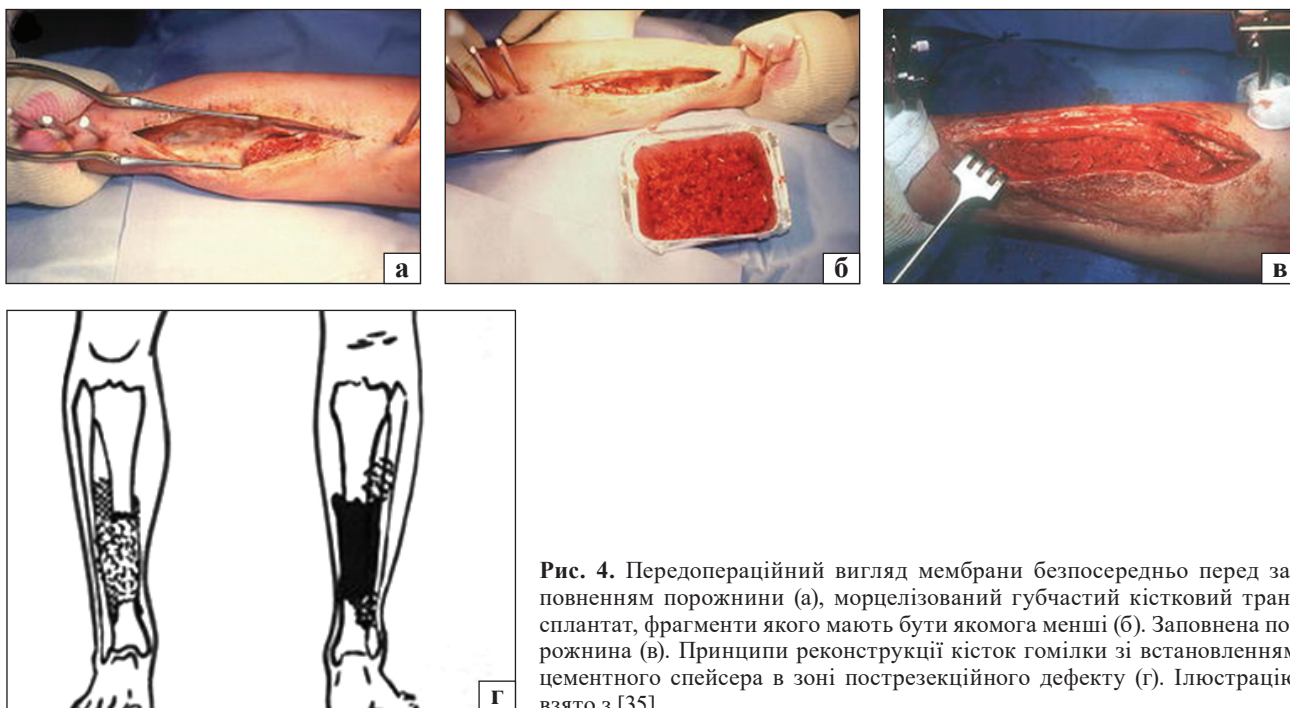 а
б
в
г
Рис. 4. Передопераційний вигляд мембрани безпосередньо перед за-
повненням порожнини (а), морцелізований губчастий кістковий тран-
сплантат, фрагменти якого мають бути якомога менші (б). Заповнена по-
рожнина (в). Принципи реконструкції кісток гомілки зі встановленням
цементного спейсера в зоні пострезекційного дефекту (г). Ілюстрацію
взято з [35]